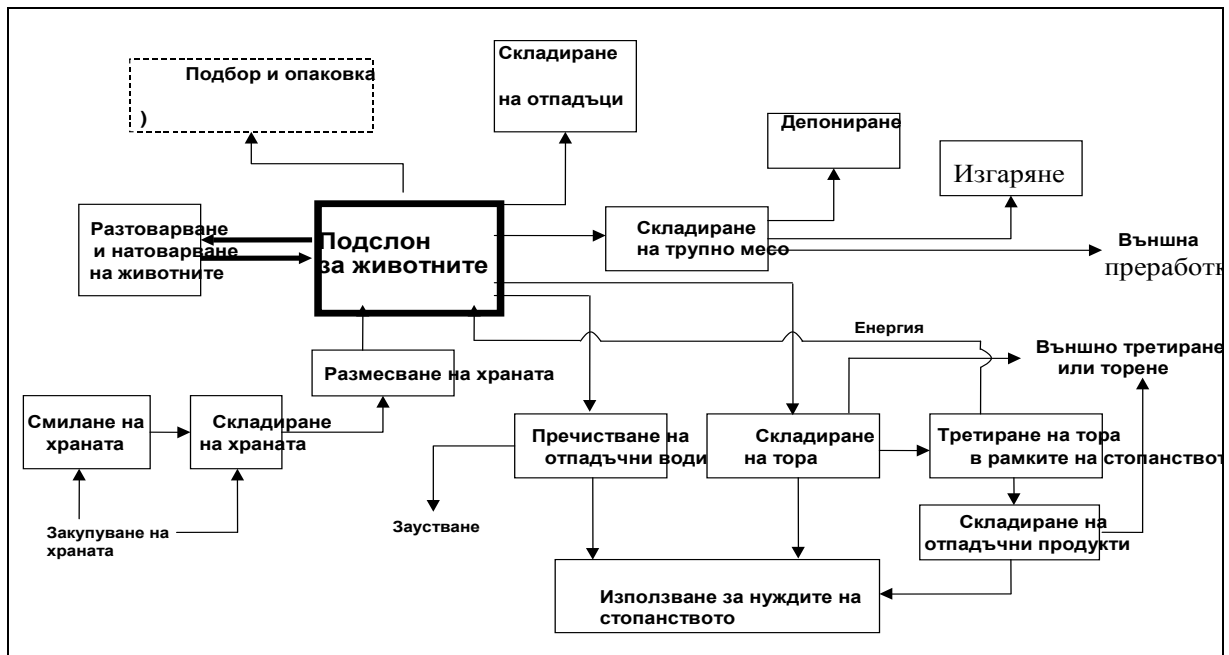 Подбор и опаковка
)
Складиране
на отпадъци
Депониране
Изгаряне
Разтоварване
и натоварване
на животните
Подслон
за животните
Складиране
на трупно месо
Външна
преработк
Енергия
Външно третиране
или торене
Размесване на храната
Смилане на
храната
Складиране
на храната
Пречистване на
отпадъчни води
Складиране
на тора
Третиране на тора
в рамките на стопанствот
Закупуване на
храната
Заустване
Складиране на
отпадъчни продукти
Използване за нуждите на
стопанството